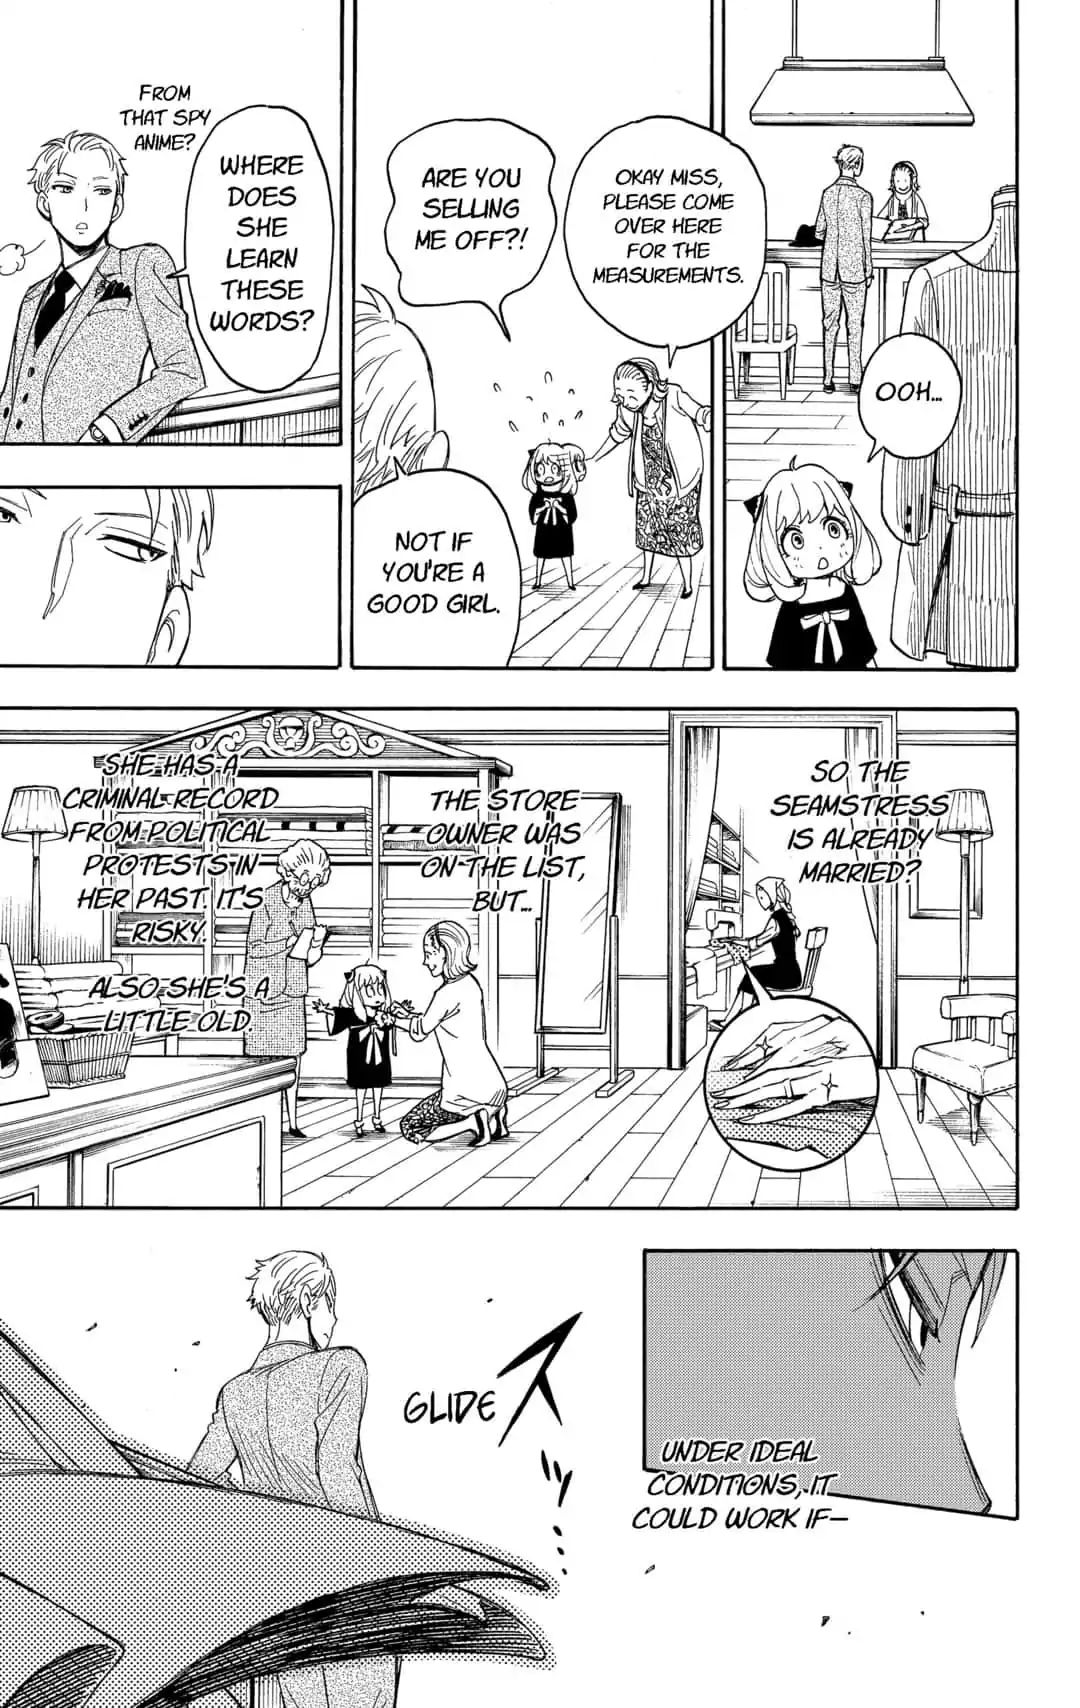 OOH...
OKAY MISS,
PLEASE COME
OVER HERE
FOR THE
MEASUREMENTS.
ARE YOU
SELLING
ME OFF?!
NOT IF
YOU'RE A
GOOD GIRL.
WHERE
DOES
SHE
LEARN
THESE
WORDS?
FROM
THAT SPY
ANIME?
SO THE
SEAMSTRESS
IS ALREADY
MARRIED?
THE STORE
OWNER WAS
ON THE LIST,
BUT...
SHE HAS A
CRIMINAL RECORD
FROM POLITICAL
PROTESTS IN
HER PAST. IT'S
RISKY.
ALSO SHE'S A
LITTLE OLD.
UNDER IDEAL
CONDITIONS, IT
COULD WORK IF—
スッ
GLIDE